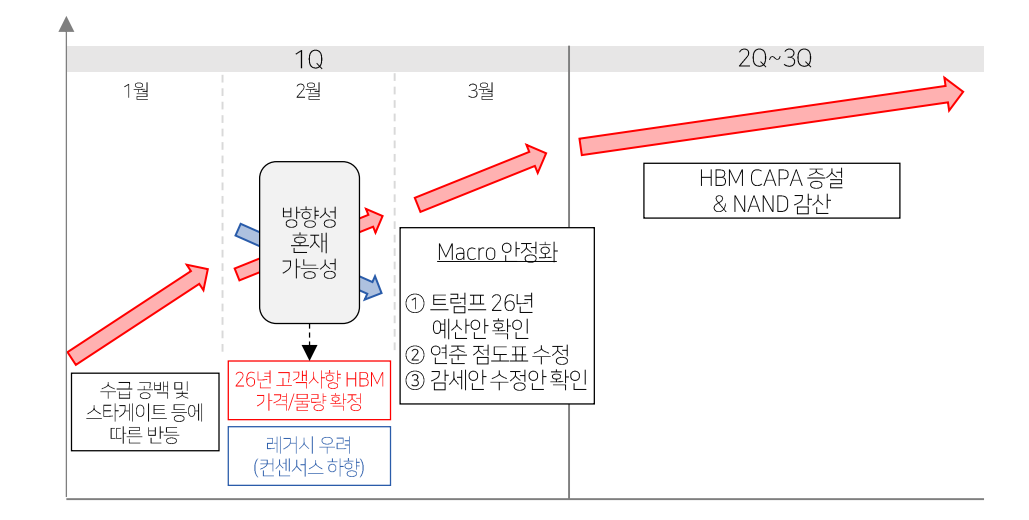 1Q
2Q~3Q
1월
2월
3월
방향성
혼재
가능성
HBM CAPA 증설
& NAND 감산
Macro 안정화
① 트럼프 26년
예산안 확인
② 연준 점도표 수정
③ 감세안 수정안 확인
수급 공백 및
스타게이트 등에
따른 반등
26년 고객사향 HBM
가격/물량 확정
레거시 우려
(컨센서스 하향)